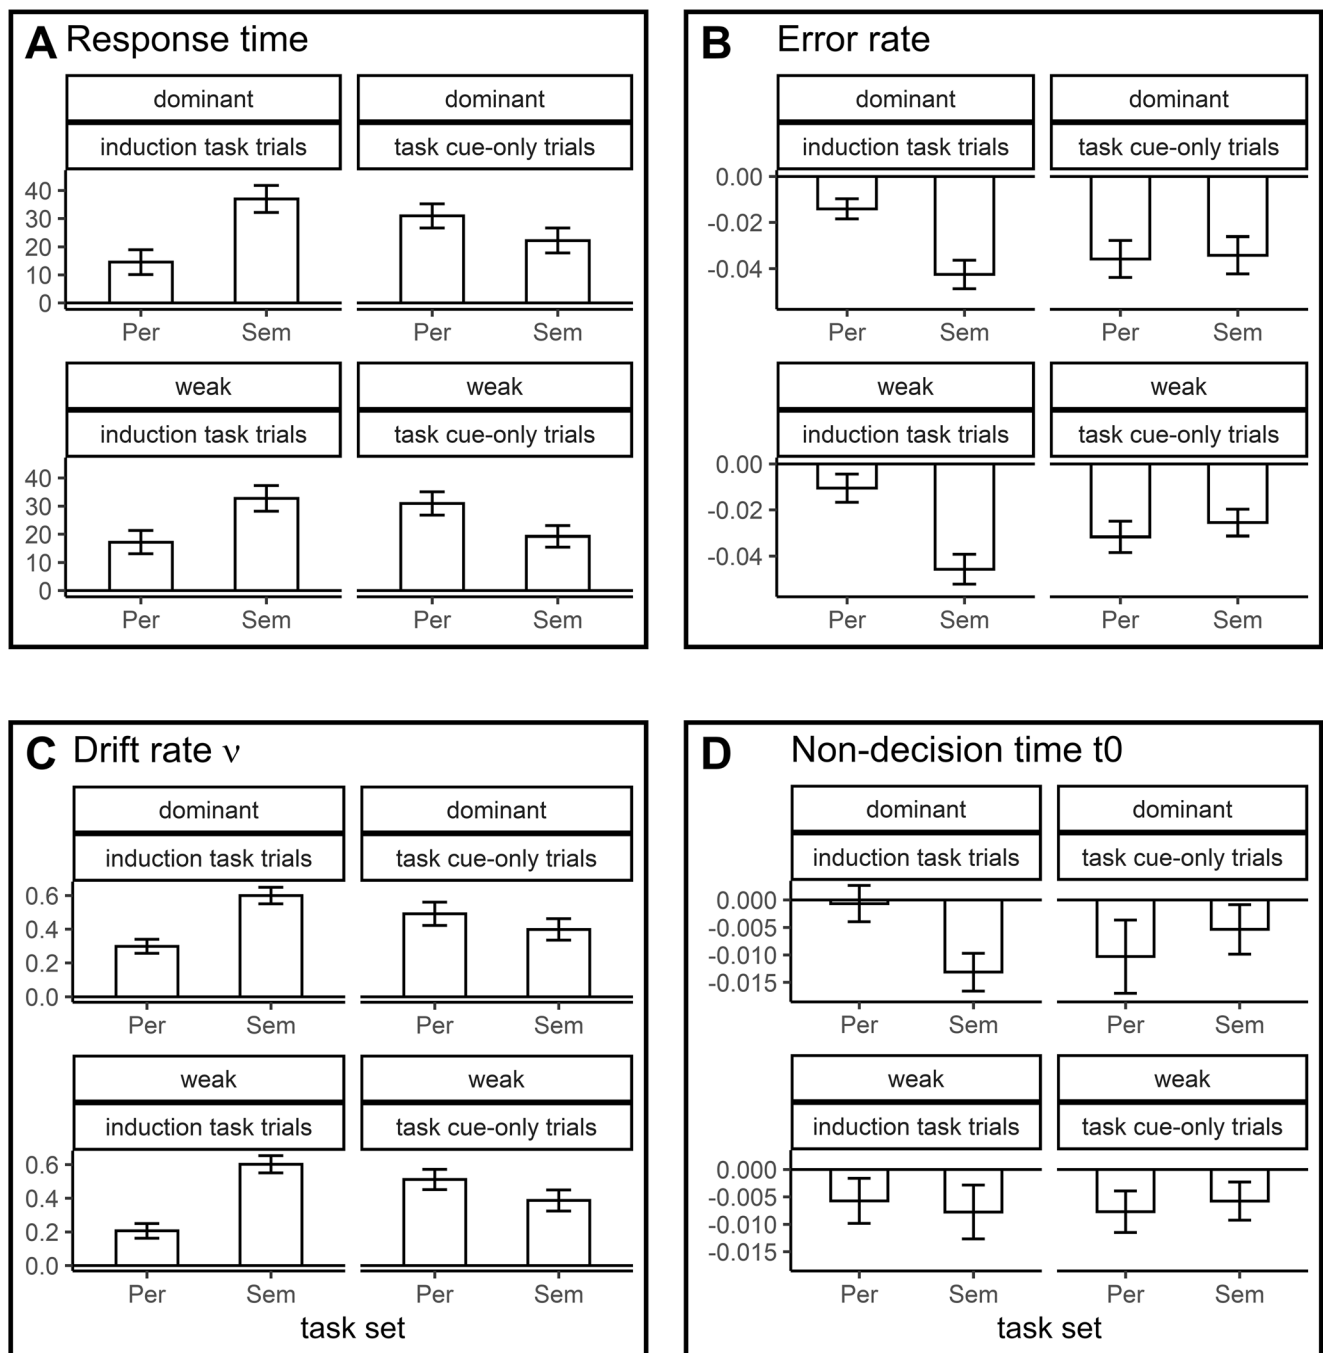 A Response time
dominant dominant
induction task trials task cue-only trials
40
30
20
10
0
Per Sem Per Sem
weak weak
induction task trials task cue-only trials
40
30
20
10
0
Per Sem Per Sem
B Error rate
dominant dominant
induction task trials task cue-only trials
0.00
-0.02
-0.04
Per Sem Per Sem
weak weak
induction task trials task cue-only trials
0.00
-0.02
-0.04
Per Sem Per Sem
C Drift rate ν
dominant dominant
induction task trials task cue-only trials
0.6
0.4
0.2
0.0
Per Sem Per Sem
weak weak
induction task trials task cue-only trials
0.6
0.4
0.2
0.0
Per Sem Per Sem
task set
D Non-decision time t0
dominant dominant
induction task trials task cue-only trials
0.000
-0.005
-0.010
-0.015
Per Sem Per Sem
weak weak
induction task trials task cue-only trials
0.000
-0.005
-0.010
-0.015
Per Sem Per Sem
task set